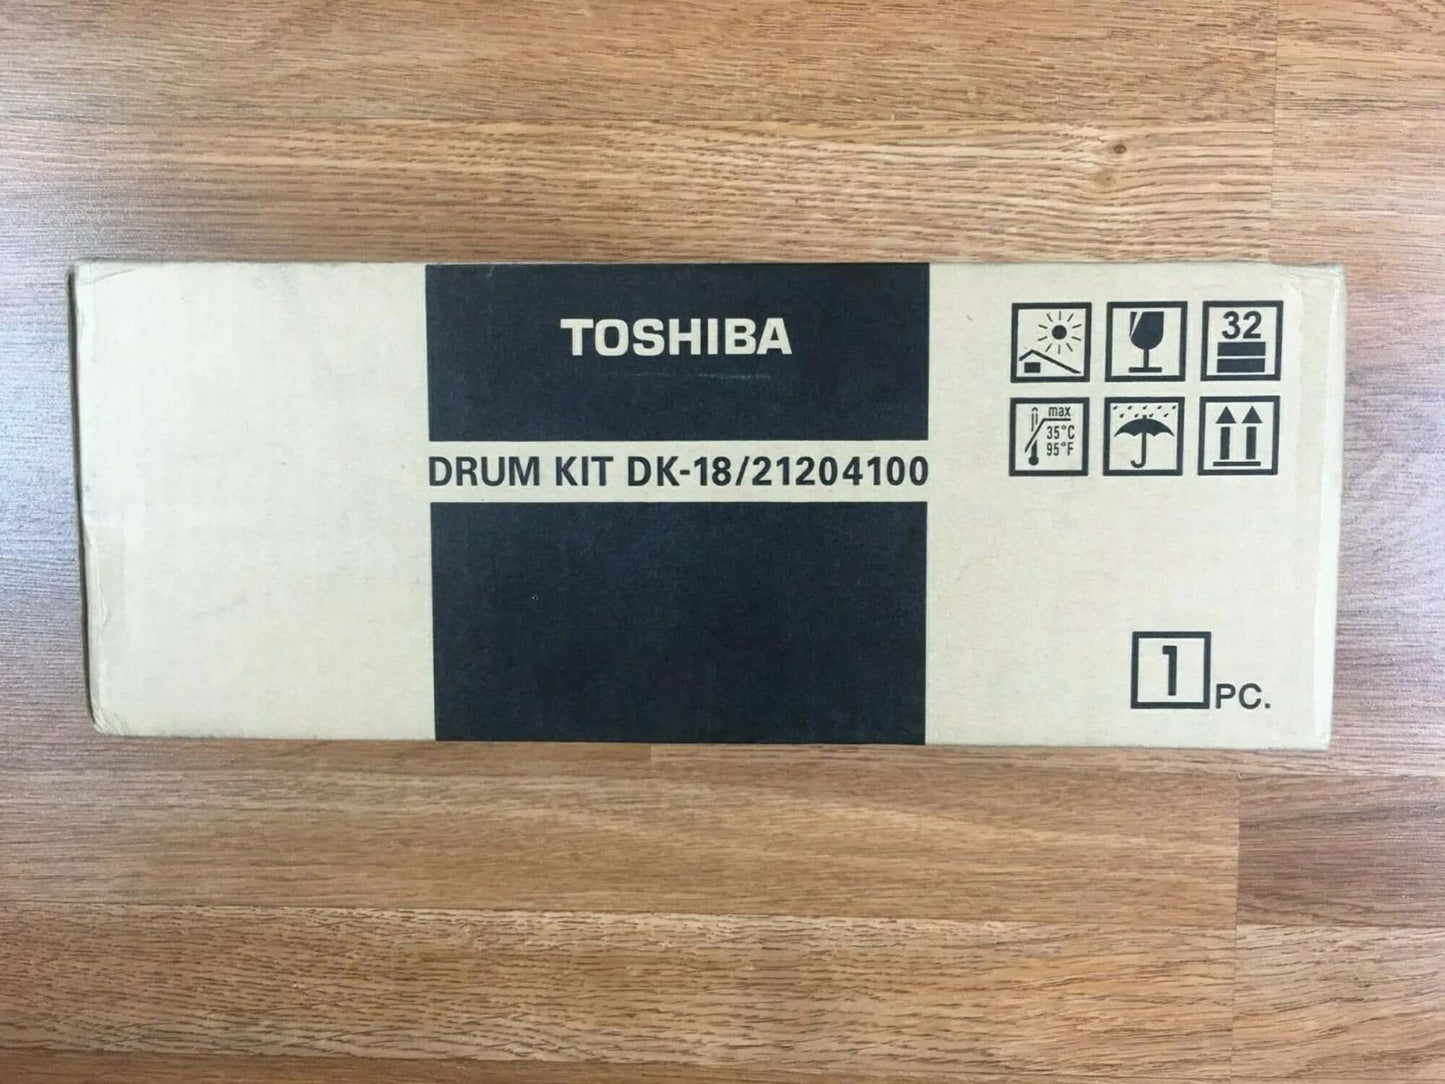 TOSHIBA
DRUM KIT DK-18/21204100
32
max
35°C
95°F
1 PC.